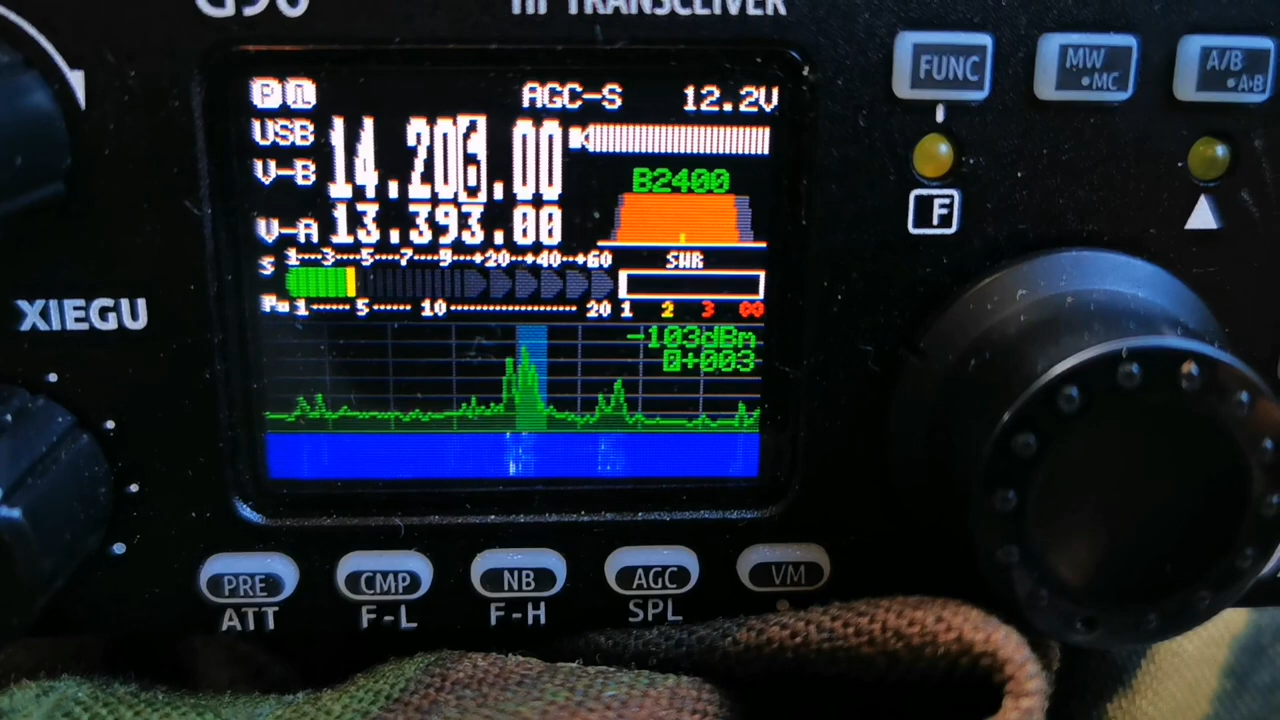 G90 HF TRANSCEIVER
FUNC MW •MC A/B •A›B
P AGC-S 12.2V
USB 14.206.00
V-B
B2400
V-A 13.393.00
F
S 1 3 5 7 9 +20 +40 +60 SWR
Po 1 5 10 20 1 2 3 ∞
XIEGU
-103dBm
0+003
PRE CMP NB AGC VM
ATT F-L F-H SPL